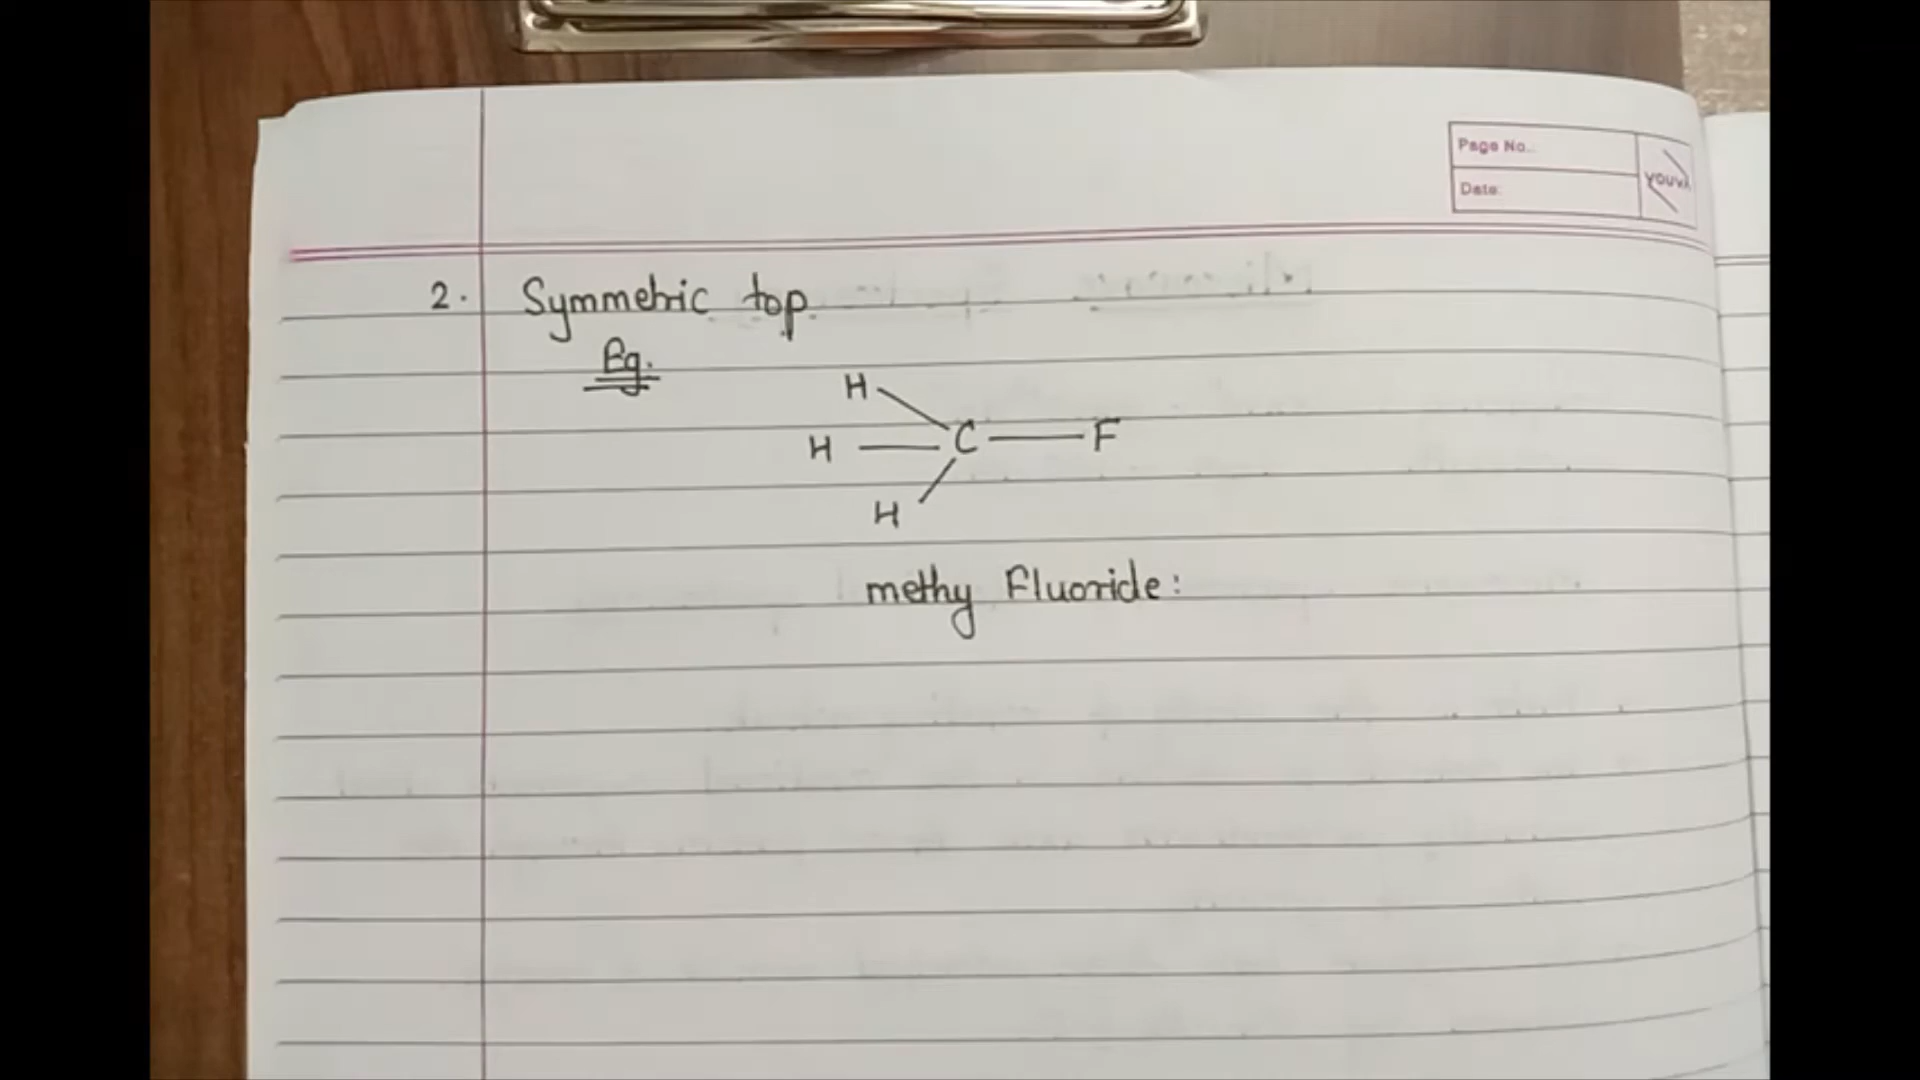 Page No.
Date:
YOUVA
2. Symmetric top
Eg.
H
H C F
H
methy Fluoride: